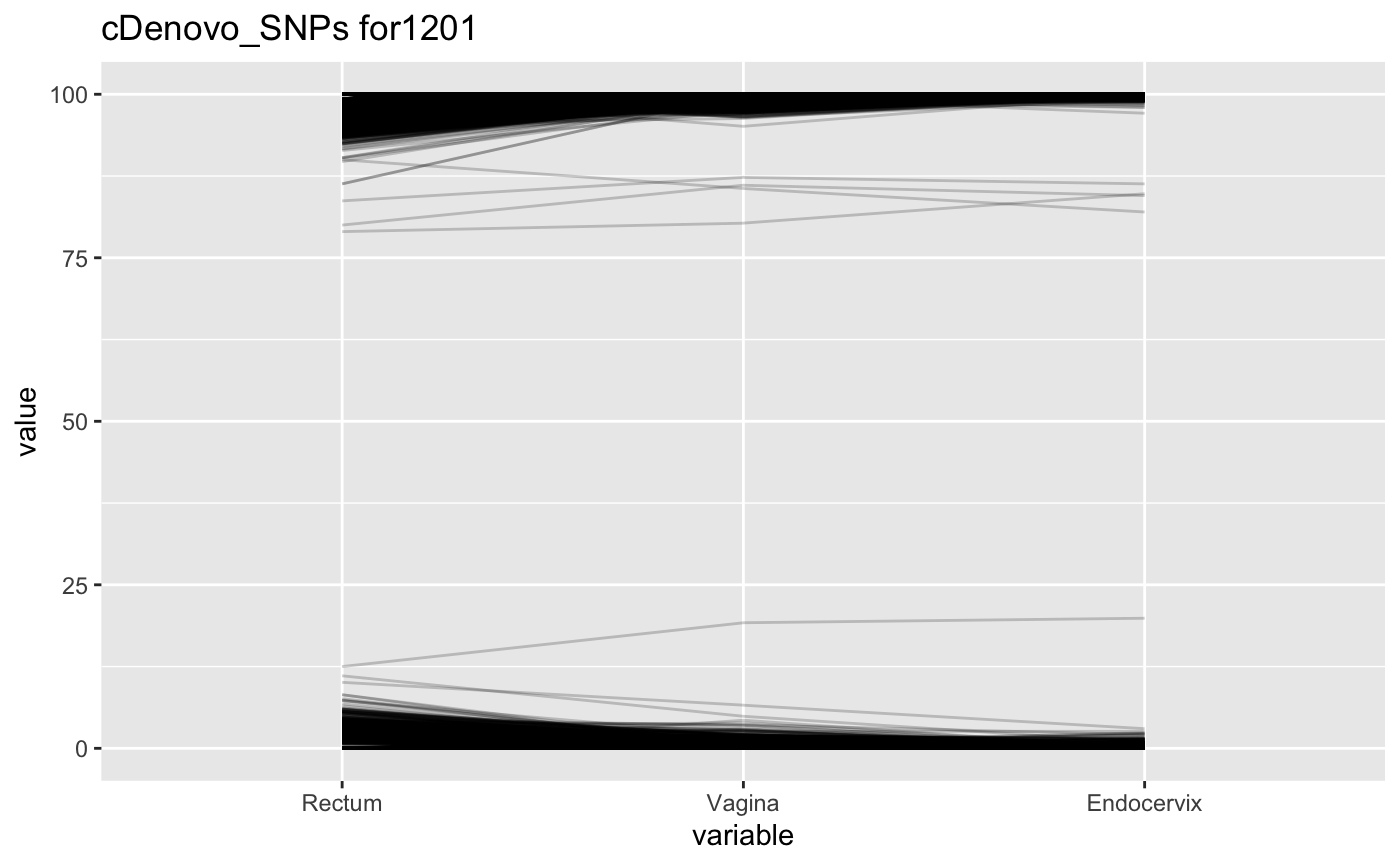 cDenovo_SNPs for1201
value
100
75
50
25
0
Rectum Vagina Endocervix
variable